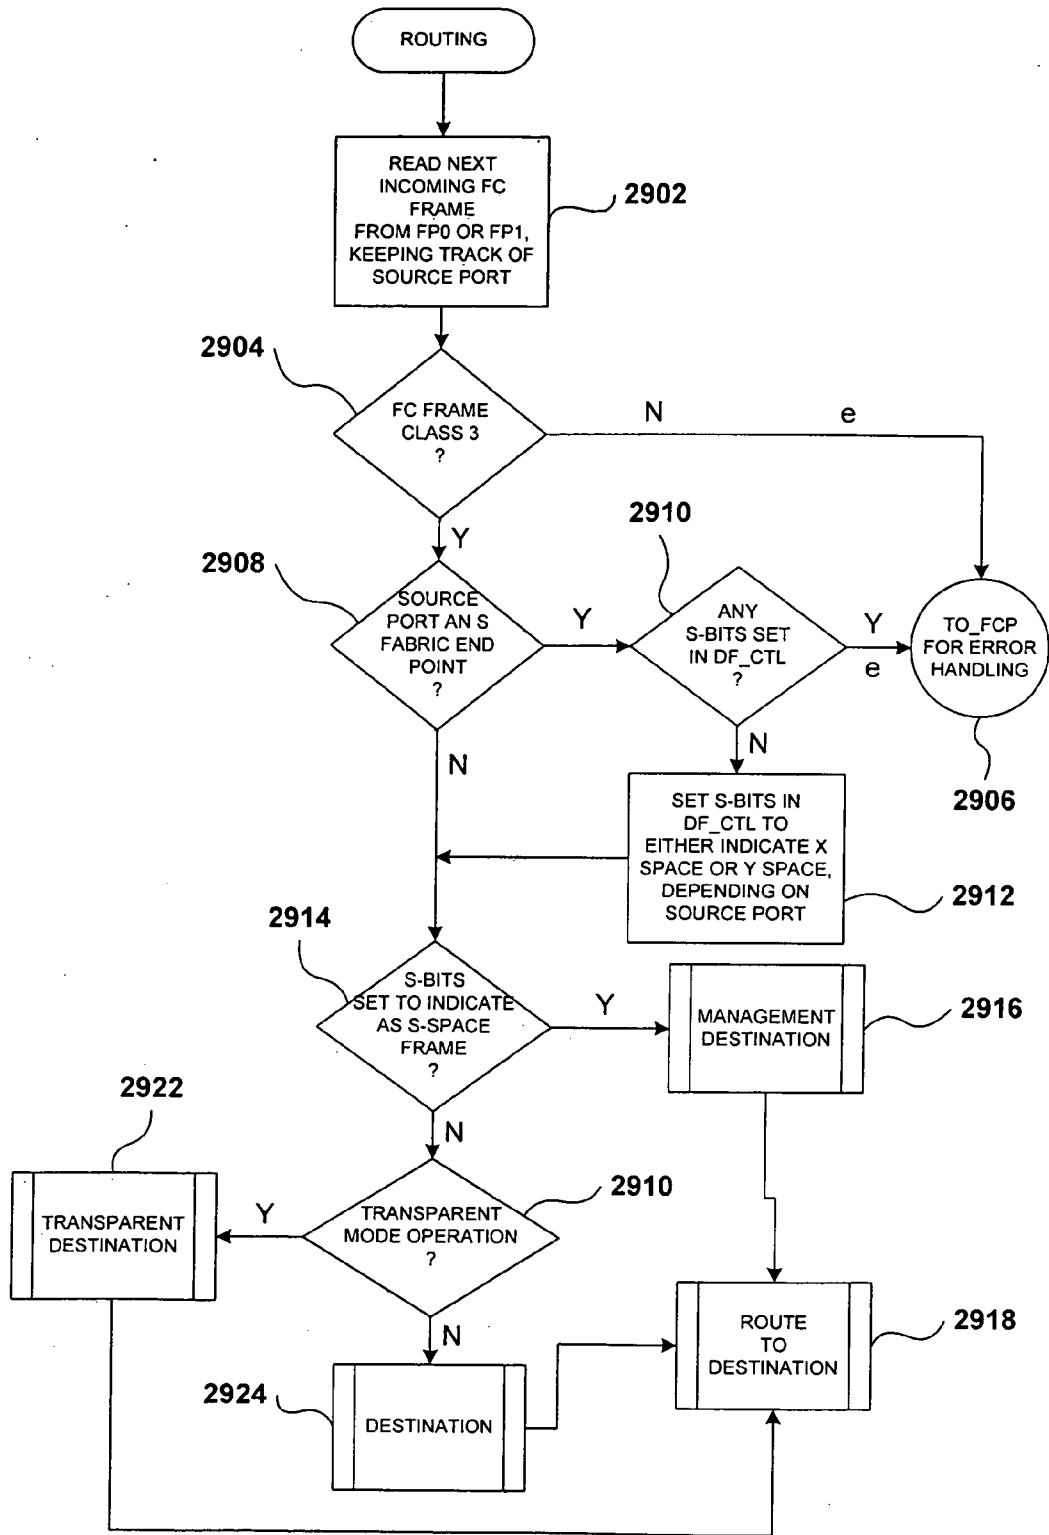 ROUTING
READ NEXT
INCOMING FC
FRAME
FROM FP0 OR FP1,
KEEPING TRACK OF
SOURCE PORT
2902
2904
FC FRAME
CLASS 3
?
N
e
Y
2908
SOURCE
PORT AN S
FABRIC END
POINT
?
Y
N
2910
ANY
S-BITS SET
IN DF_CTL
?
Y
e
N
TO_FCP
FOR ERROR
HANDLING
2906
SET S-BITS IN
DF_CTL TO
EITHER INDICATE X
SPACE OR Y SPACE,
DEPENDING ON
SOURCE PORT
2912
2914
S-BITS
SET TO INDICATE
AS S-SPACE
FRAME
?
Y
N
MANAGEMENT
DESTINATION
2916
2922
TRANSPARENT
DESTINATION
Y
TRANSPARENT
MODE OPERATION
?
2910
N
2924
DESTINATION
ROUTE
TO
DESTINATION
2918